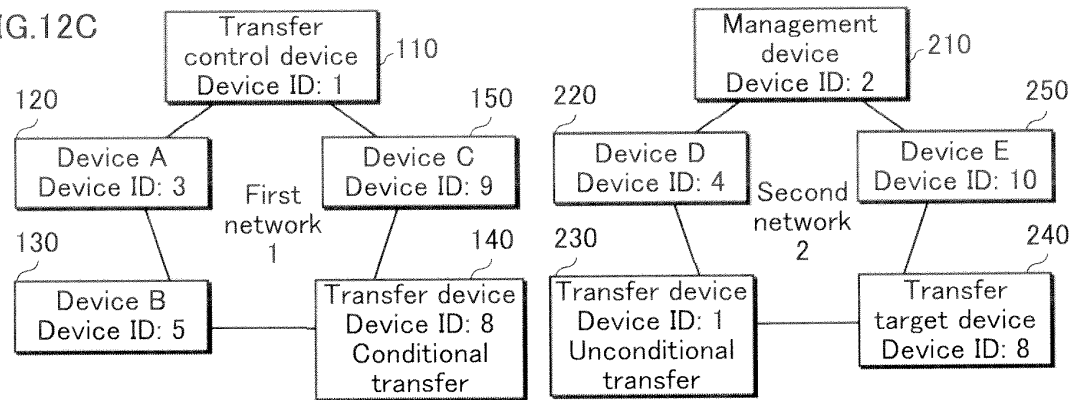 IG.12C
Transfer
control device
Device ID: 1
110
Management
device
Device ID: 2
210
120
Device A
Device ID: 3
150
Device C
Device ID: 9
220
Device D
Device ID: 4
250
Device E
Device ID: 10
First
network
1
Second
network
2
130
Device B
Device ID: 5
140
Transfer device
Device ID: 8
Conditional
transfer
230
Transfer device
Device ID: 1
Unconditional
transfer
240
Transfer
target device
Device ID: 8